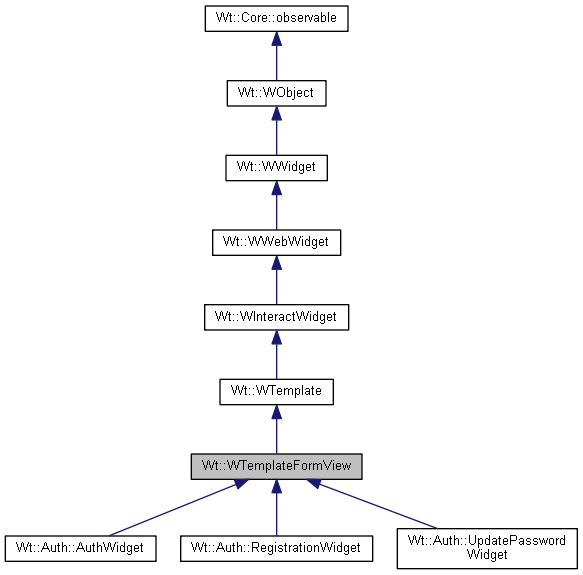 Wt::Core::observable
Wt::WObject
Wt::WWidget
Wt::WWebWidget
Wt::WInteractWidget
Wt::WTemplate
Wt::WTemplateFormView
Wt::Auth::AuthWidget
Wt::Auth::RegistrationWidget
Wt::Auth::UpdatePassword
Widget